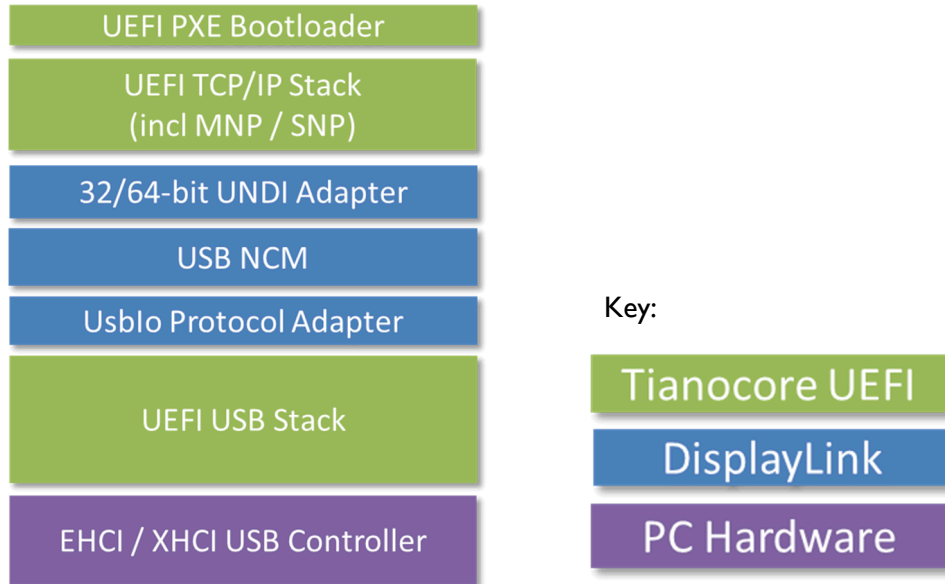 UEFI PXE Bootloader
UEFI TCP/IP Stack
(incl MNP / SNP)
32/64-bit UNDI Adapter
USB NCM
UsbIo Protocol Adapter
UEFI USB Stack
EHCI / XHCI USB Controller
Key:
Tianocore UEFI
DisplayLink
PC Hardware